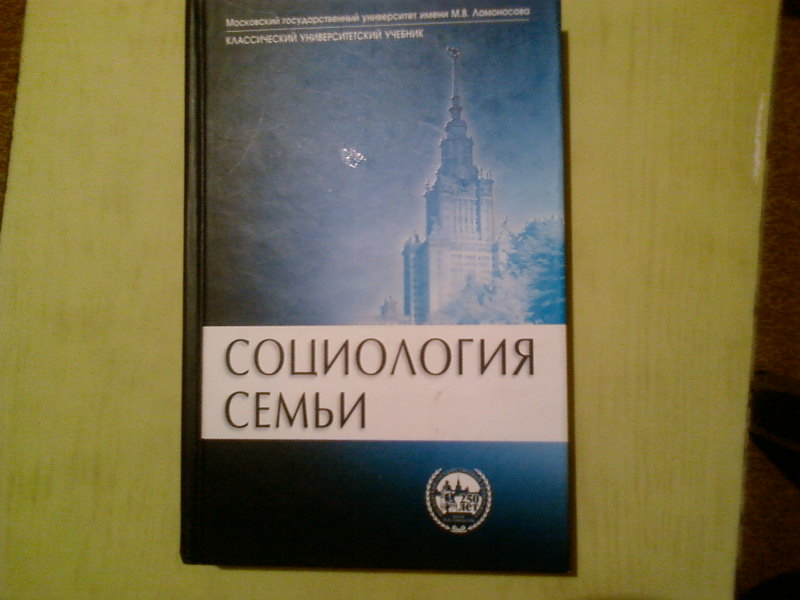 Московский государственный университет имени М.В. Ломоносова
КЛАССИЧЕСКИЙ УНИВЕРСИТЕТСКИЙ УЧЕБНИК
СОЦИОЛОГИЯ
СЕМЬИ
250
ЛЕТ